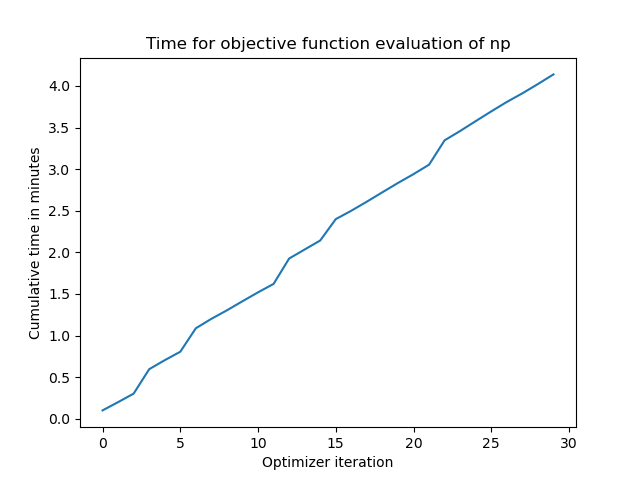 Time for objective function evaluation of np
Cumulative time in minutes
4.0
3.5
3.0
2.5
2.0
1.5
1.0
0.5
0.0
0 5 10 15 20 25 30
Optimizer iteration